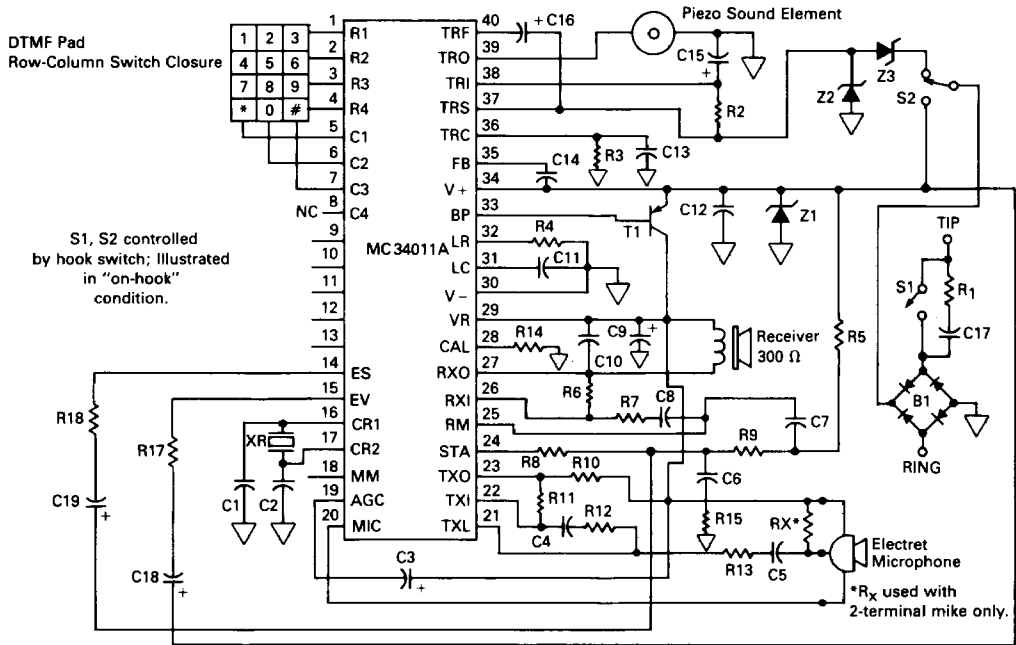 DTMF Pad
Row-Column Switch Closure
1 2 3
4 5 6
7 8 9
* 0 #
S1, S2 controlled
by hook switch; Illustrated
in "on-hook"
condition.
MC34011A
1 R1
2 R2
3 R3
4 R4
5 C1
6 C2
7 C3
NC 8 C4
9
10
11
12
13
14 ES
15 EV
16 CR1
17 CR2
18 MM
19 AGC
20 MIC
40 TRF
39 TRO
38 TRI
37 TRS
36 TRC
35 FB
34 V+
33 BP
32 LR
31 LC
30 V−
29 VR
28 CAL
27 RXO
26 RXI
25 RM
24 STA
23 TXO
22 TXI
21 TXL
+ C16
Piezo Sound Element
C15
+
R2
Z2
Z3
S2
R3
C13
C14
T1
C12
Z1
R4
C11
R14
C10
C9 +
Receiver
300 Ω
R5
R6
R7
C8
C7
R8
R9
R10
R11
C4
R12
C6
R15
R13
C5
RX*
Electret
Microphone
*RX used with
2-terminal mike only.
TIP
S1
R1
C17
B1
RING
R18
R17
XR
C1
C2
C19
+
C18
+
C3
+